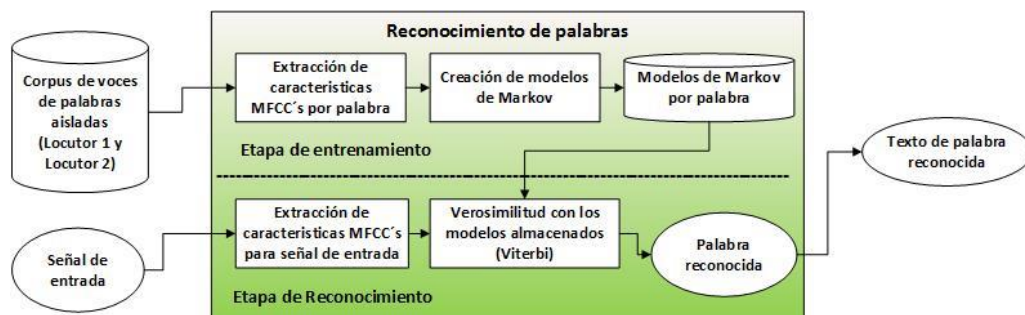 Reconocimiento de palabras
Corpus de voces
de palabras
aisladas
(Locutor 1 y
Locutor 2)
Extracción de
caracteristicas
MFCC´s por palabra
Creación de modelos
de Markov
Modelos de Markov
por palabra
Etapa de entrenamiento
Texto de palabra
reconocida
Señal de
entrada
Extracción de
caracteristicas MFCC´s
para señal de entrada
Verosimilitud con los
modelos almacenados
(Viterbi)
Palabra
reconocida
Etapa de Reconocimiento